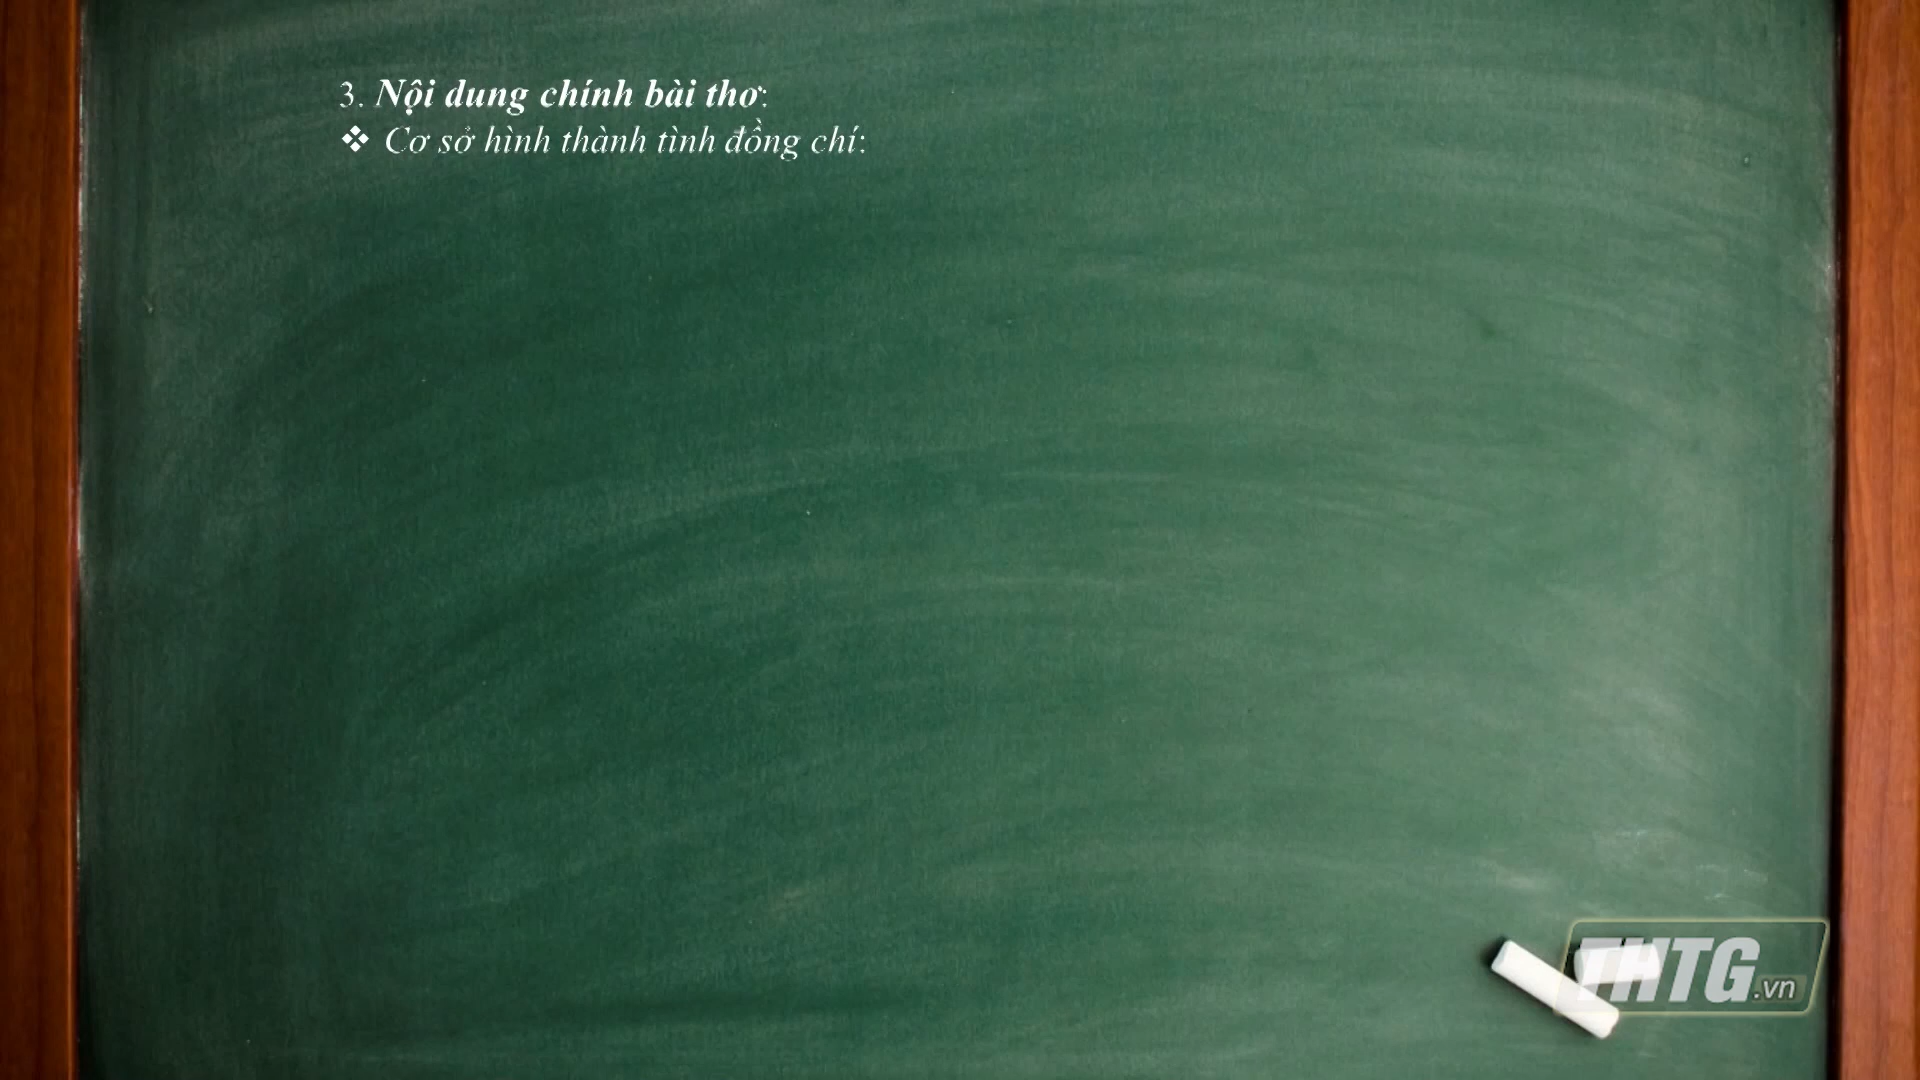 3. Nội dung chính bài thơ:
❖ Cơ sở hình thành tình đồng chí:
THTG.vn